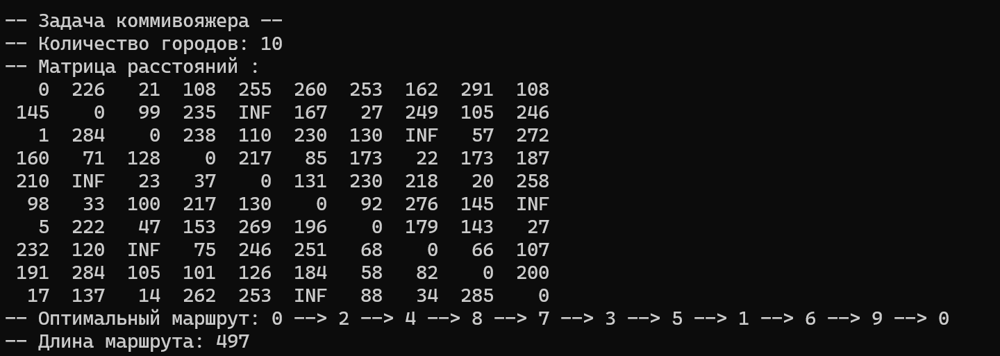 -- Задача коммивояжера --
-- Количество городов: 10
-- Матрица расстояний :
0 226 21 108 255 260 253 162 291 108
145 0 99 235 INF 167 27 249 105 246
1 284 0 238 110 230 130 INF 57 272
160 71 128 0 217 85 173 22 173 187
210 INF 23 37 0 131 230 218 20 258
98 33 100 217 130 0 92 276 145 INF
5 222 47 153 269 196 0 179 143 27
232 120 INF 75 246 251 68 0 66 107
191 284 105 101 126 184 58 82 0 200
17 137 14 262 253 INF 88 34 285 0
-- Оптимальный маршрут: 0 --> 2 --> 4 --> 8 --> 7 --> 3 --> 5 --> 1 --> 6 --> 9 --> 0
-- Длина маршрута: 497